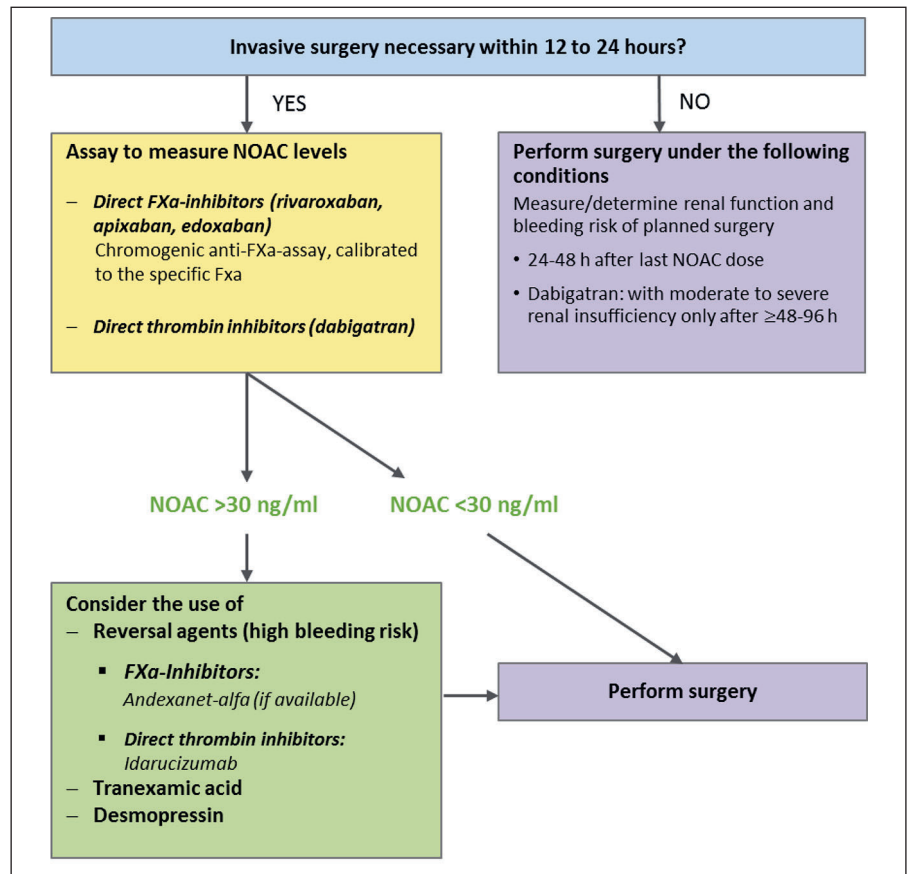 Invasive surgery necessary within 12 to 24 hours?
YES
NO
Assay to measure NOAC levels
– Direct FXa-inhibitors (rivaroxaban,
apixaban, edoxaban)
Chromogenic anti-FXa-assay, calibrated
to the specific Fxa
– Direct thrombin inhibitors (dabigatran)
Perform surgery under the following
conditions
Measure/determine renal function and
bleeding risk of planned surgery
• 24-48 h after last NOAC dose
• Dabigatran: with moderate to severe
renal insufficiency only after ≥48-96 h
NOAC >30 ng/ml
NOAC <30 ng/ml
Consider the use of
– Reversal agents (high bleeding risk)
▪ FXa-Inhibitors:
Andexanet-alfa (if available)
▪ Direct thrombin inhibitors:
Idarucizumab
– Tranexamic acid
– Desmopressin
Perform surgery